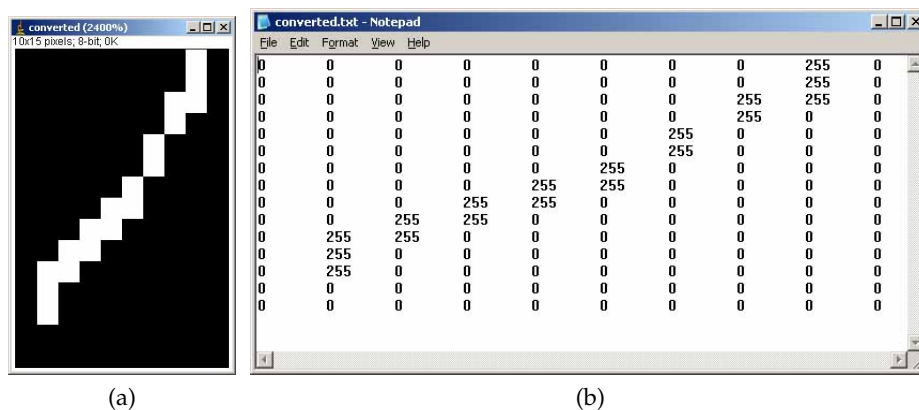 converted (2400%)
10x15 pixels; 8-bit; 0K
converted.txt - Notepad
File Edit Format View Help
0 0 0 0 0 0 0 0 255 0
0 0 0 0 0 0 0 0 255 0
0 0 0 0 0 0 0 255 255 0
0 0 0 0 0 0 0 255 0 0
0 0 0 0 0 0 255 0 0 0
0 0 0 0 0 0 255 0 0 0
0 0 0 0 0 255 0 0 0 0
0 0 0 0 255 255 0 0 0 0
0 0 0 255 255 0 0 0 0 0
0 0 255 255 0 0 0 0 0 0
0 255 255 0 0 0 0 0 0 0
0 255 0 0 0 0 0 0 0 0
0 255 0 0 0 0 0 0 0 0
0 0 0 0 0 0 0 0 0 0
0 0 0 0 0 0 0 0 0 0
(a)
(b)